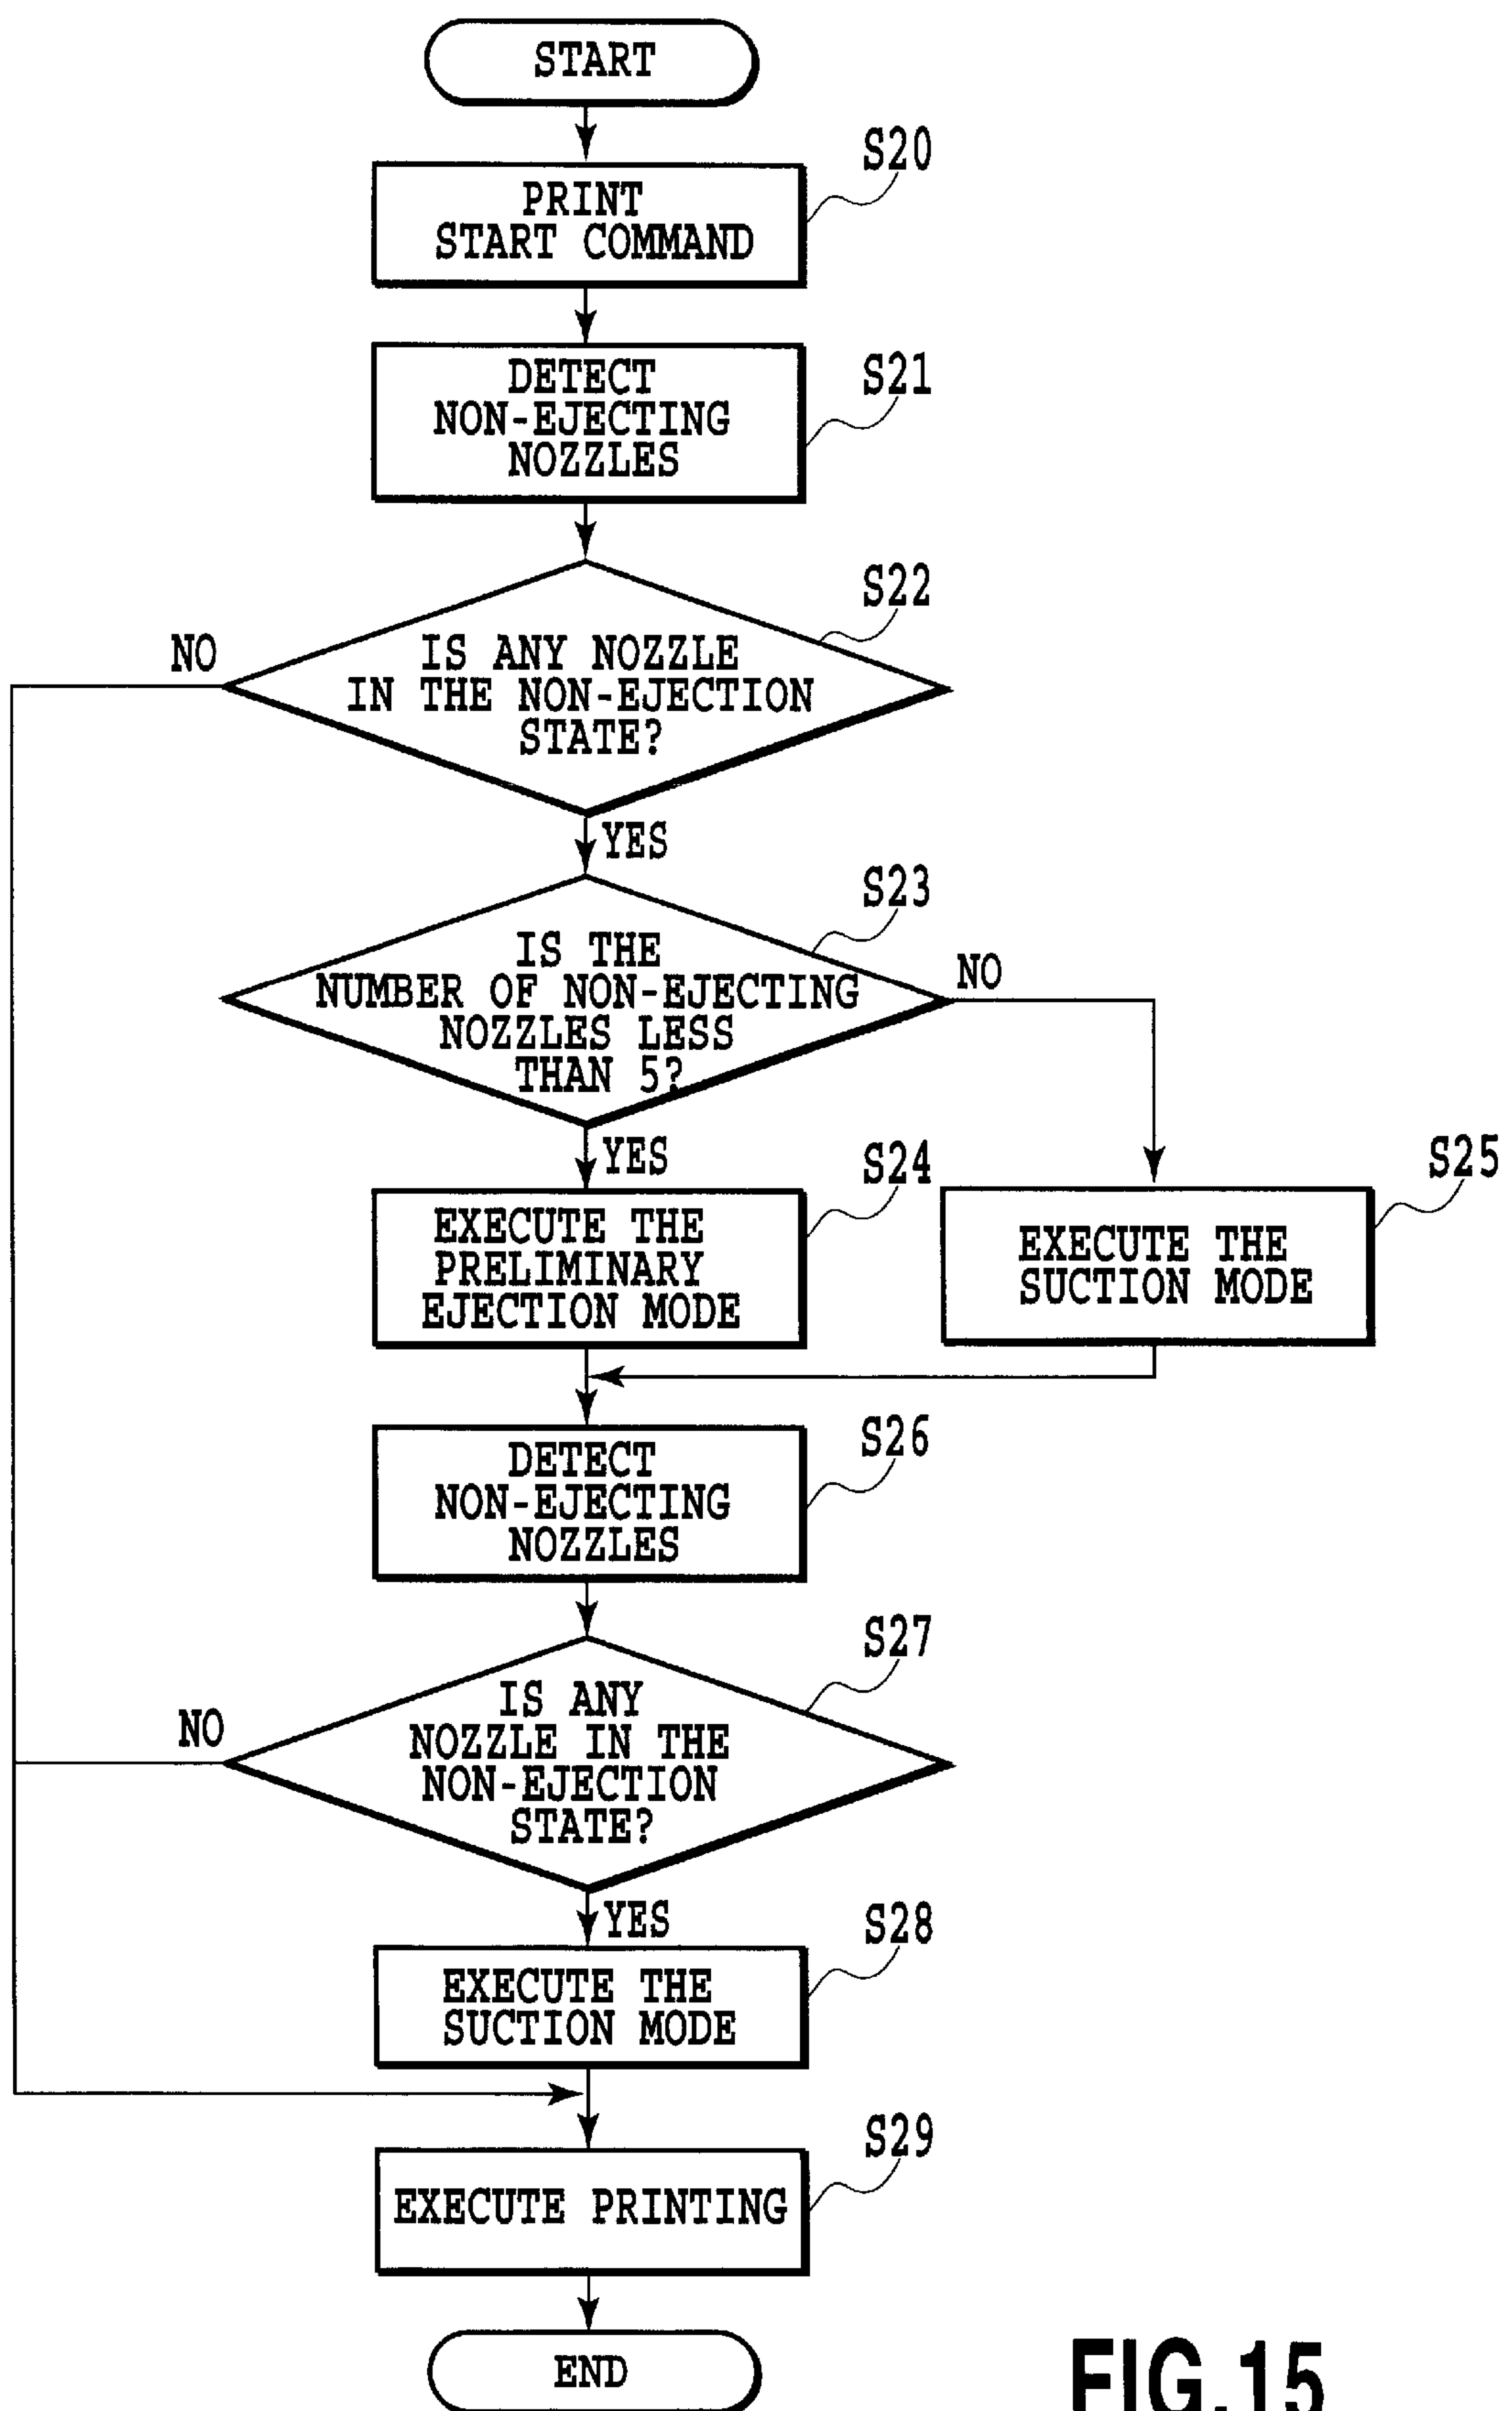 START
S20
PRINT
START COMMAND
S21
DETECT
NON-EJECTING
NOZZLES
S22
NO
IS ANY NOZZLE
IN THE NON-EJECTION
STATE?
YES
S23
IS THE
NUMBER OF NON-EJECTING
NOZZLES LESS
THAN 5?
NO
YES
S24
EXECUTE THE
PRELIMINARY
EJECTION MODE
S25
EXECUTE THE
SUCTION MODE
S26
DETECT
NON-EJECTING
NOZZLES
S27
NO
IS ANY
NOZZLE IN THE
NON-EJECTION
STATE?
YES
S28
EXECUTE THE
SUCTION MODE
S29
EXECUTE PRINTING
END
FIG.15